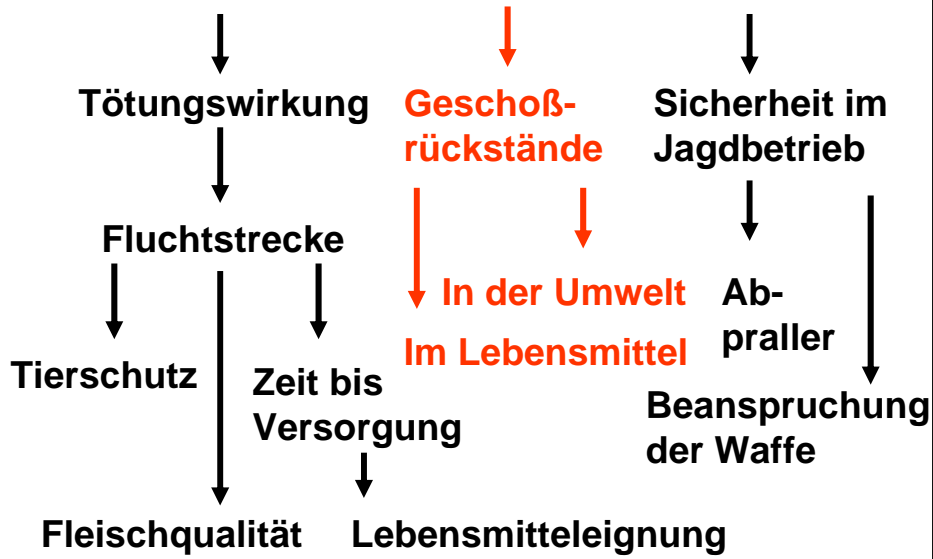 Tötungswirkung
Fluchtstrecke
Tierschutz
Zeit bis
Versorgung
Fleischqualität
Lebensmitteleignung
Geschoß-
rückstände
In der Umwelt
Im Lebensmittel
Sicherheit im
Jagdbetrieb
Ab-
praller
Beanspruchung
der Waffe